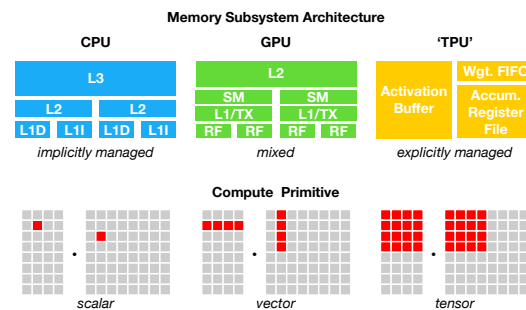 Memory Subsystem Architecture
CPU GPU 'TPU'
L3
L2 L2
L1D L1I L1D L1I
implicitly managed
L2
SM SM
L1/TX L1/TX
RF RF RF RF
mixed
Activation
Buffer
Wgt. FIFO
Accum.
Register
File
explicitly managed
Compute Primitive
scalar vector tensor